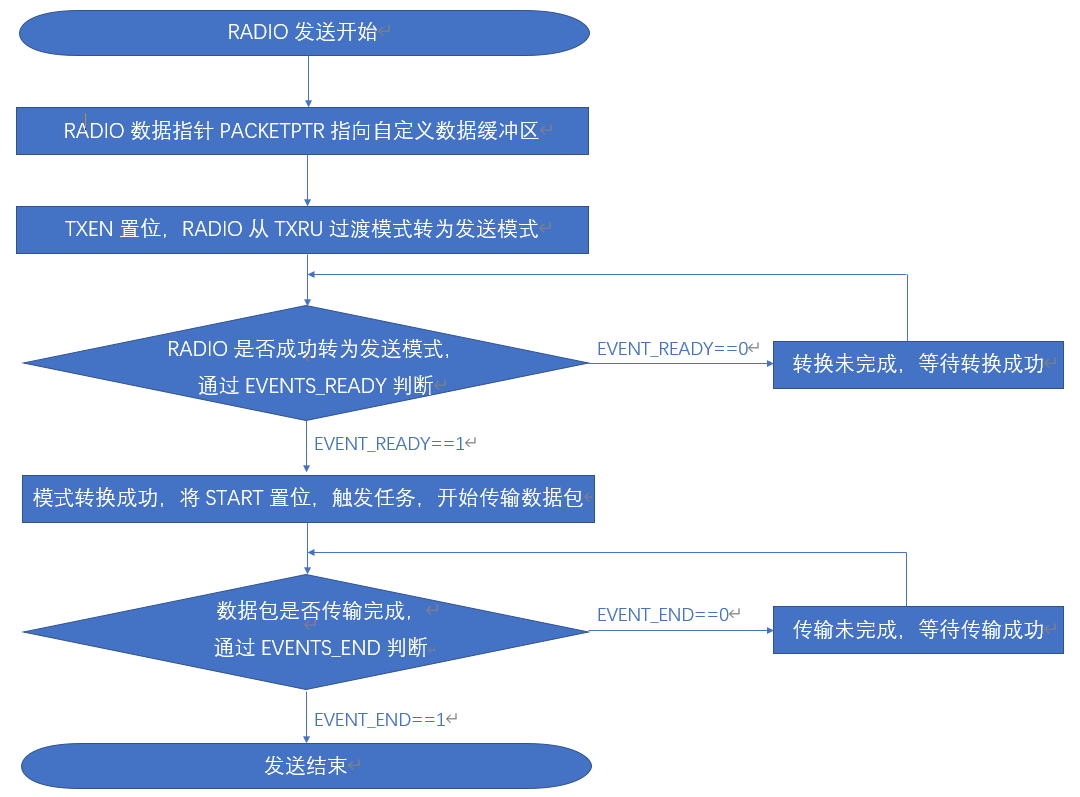 RADIO 发送开始
RADIO 数据指针 PACKETPTR 指向自定义数据缓冲区
TXEN 置位，RADIO 从 TXRU 过渡模式转为发送模式
RADIO 是否成功转为发送模式，
通过 EVENTS_READY 判断
EVENT_READY==0
转换未完成，等待转换成功
EVENT_READY==1
模式转换成功，将 START 置位，触发任务，开始传输数据包
数据包是否传输完成，
通过 EVENTS_END 判断
EVENT_END==0
传输未完成，等待传输成功
EVENT_END==1
发送结束